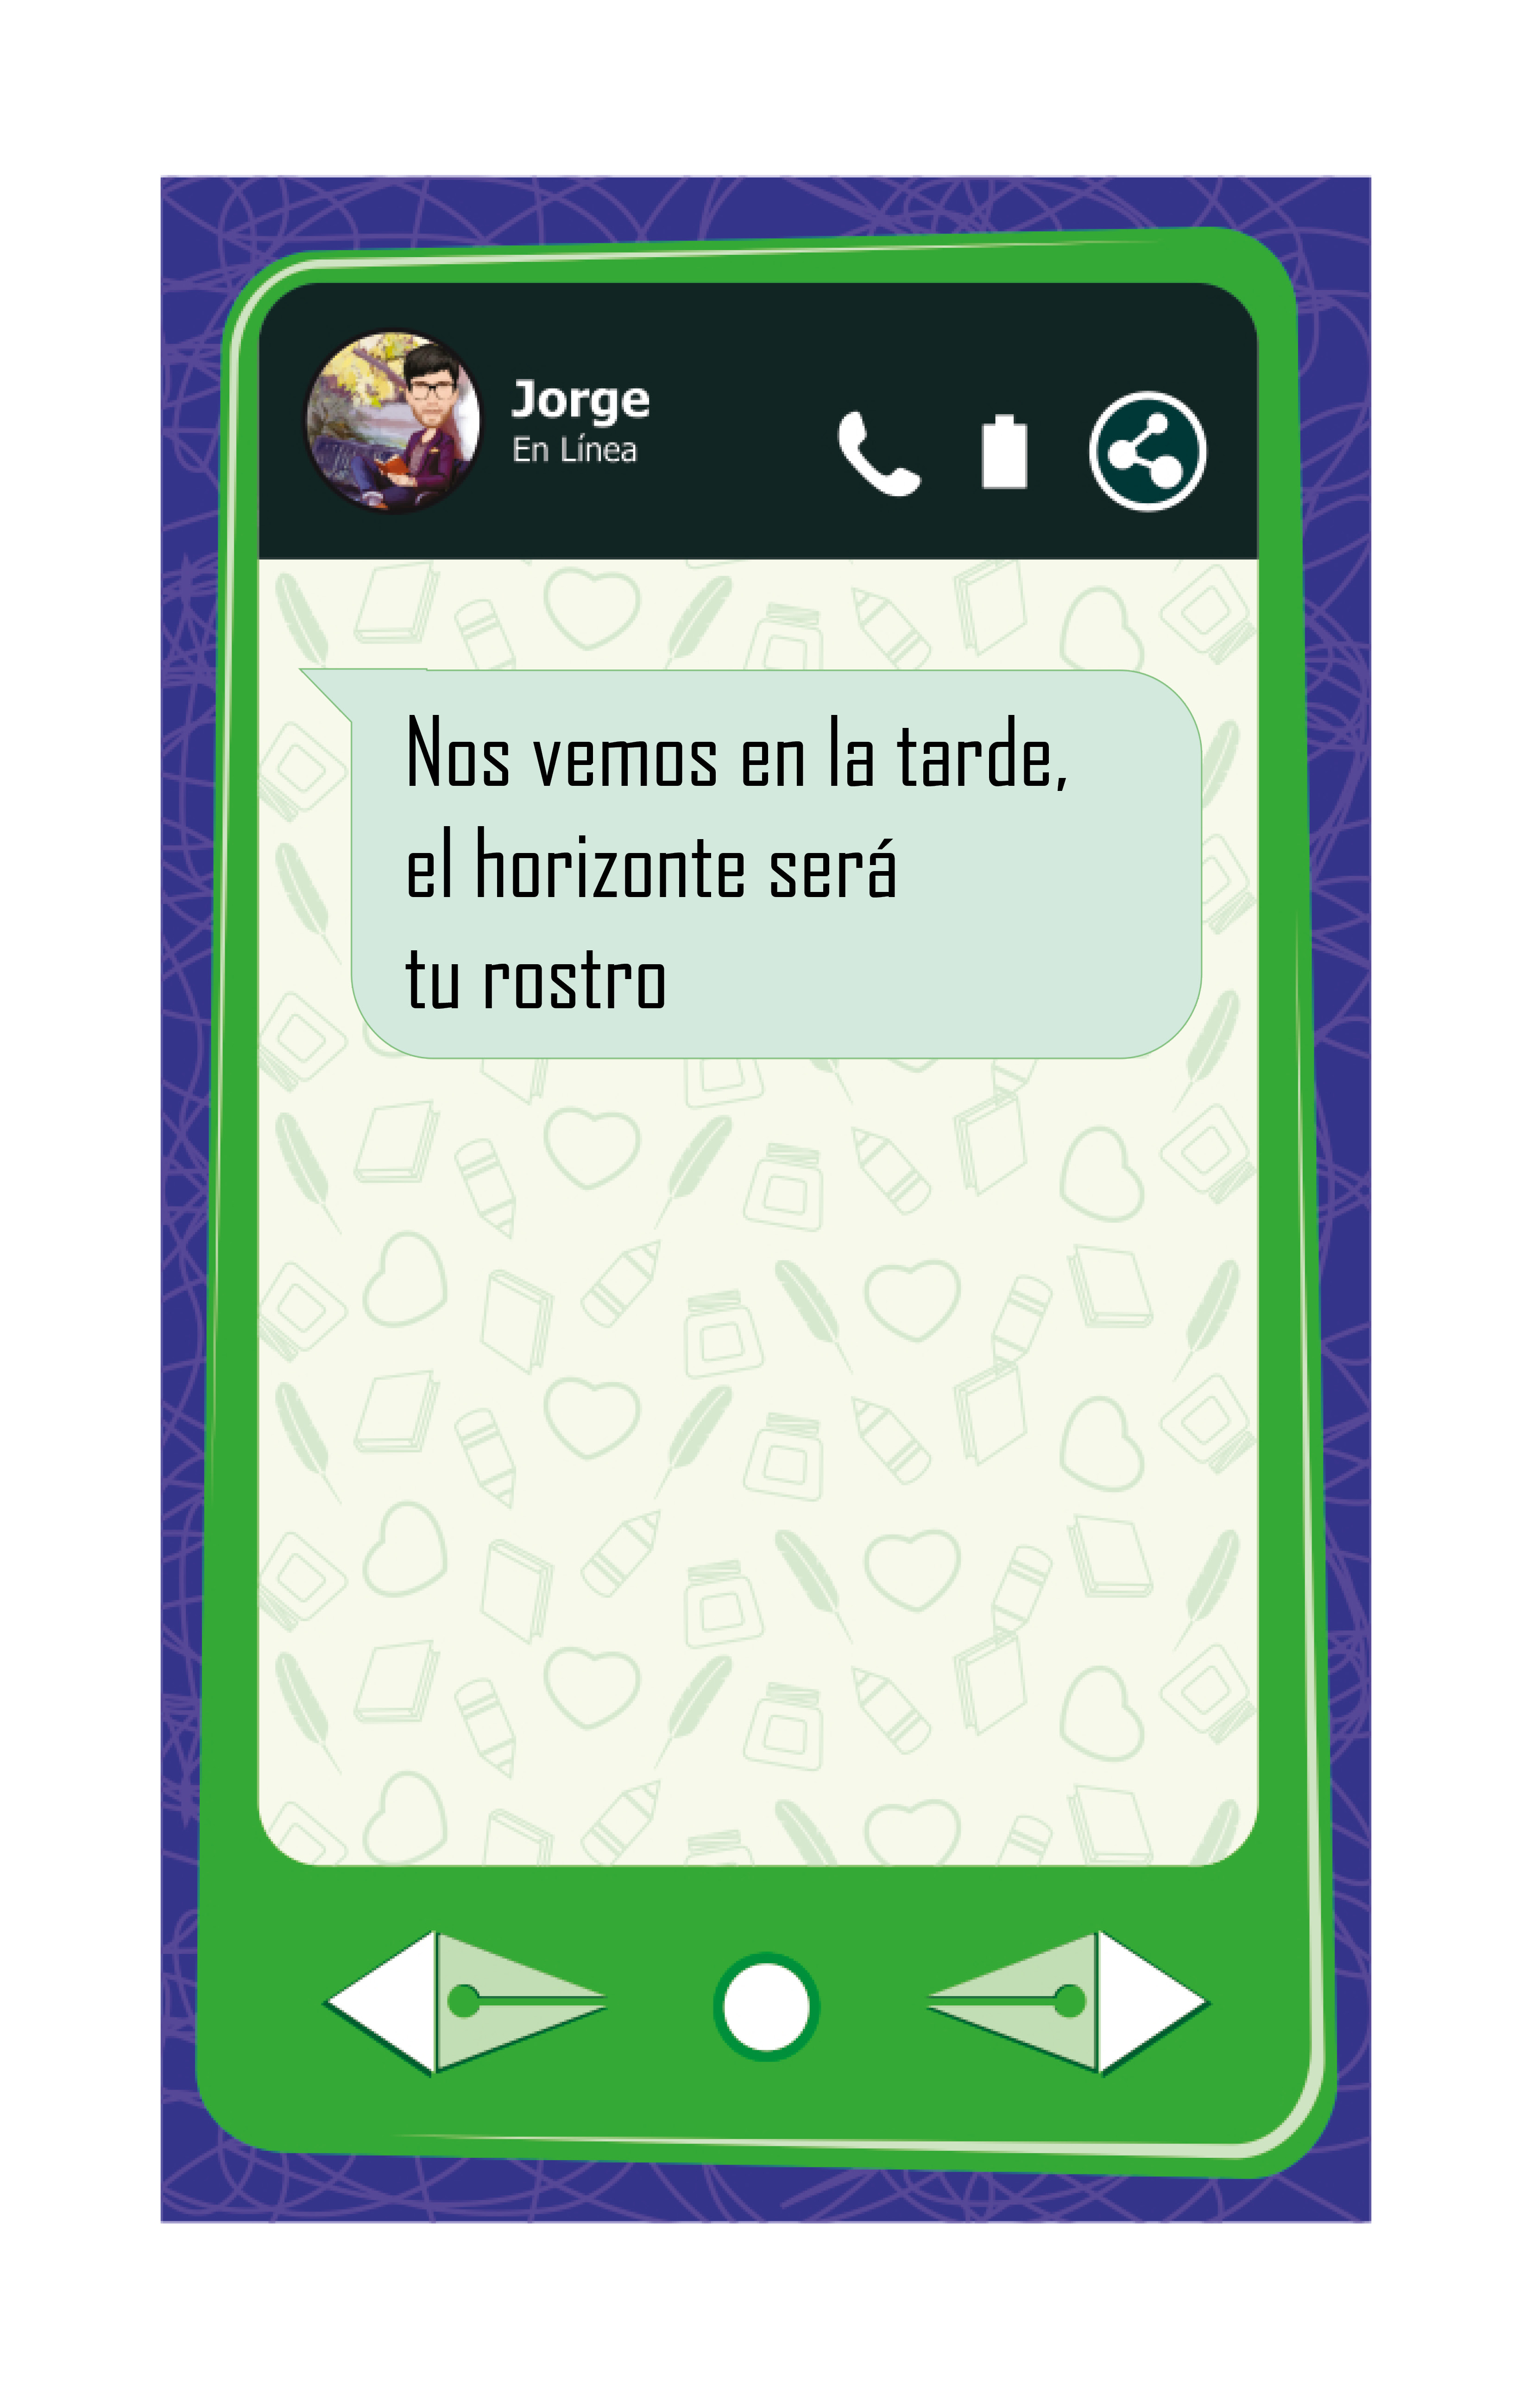 Jorge
En Línea
Nos vemos en la tarde,
el horizonte será
tu rostro